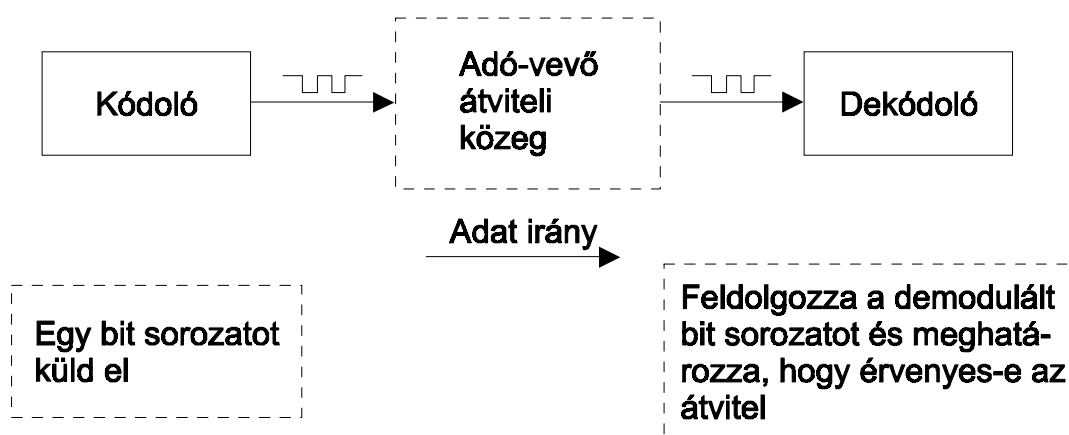 Kódoló
Adó-vevő
átviteli
közeg
Dekódoló
Adat irány
Egy bit sorozatot
küld el
Feldolgozza a demodulált
bit sorozatot és meghatá-
rozza, hogy érvenyes-e az
átvitel